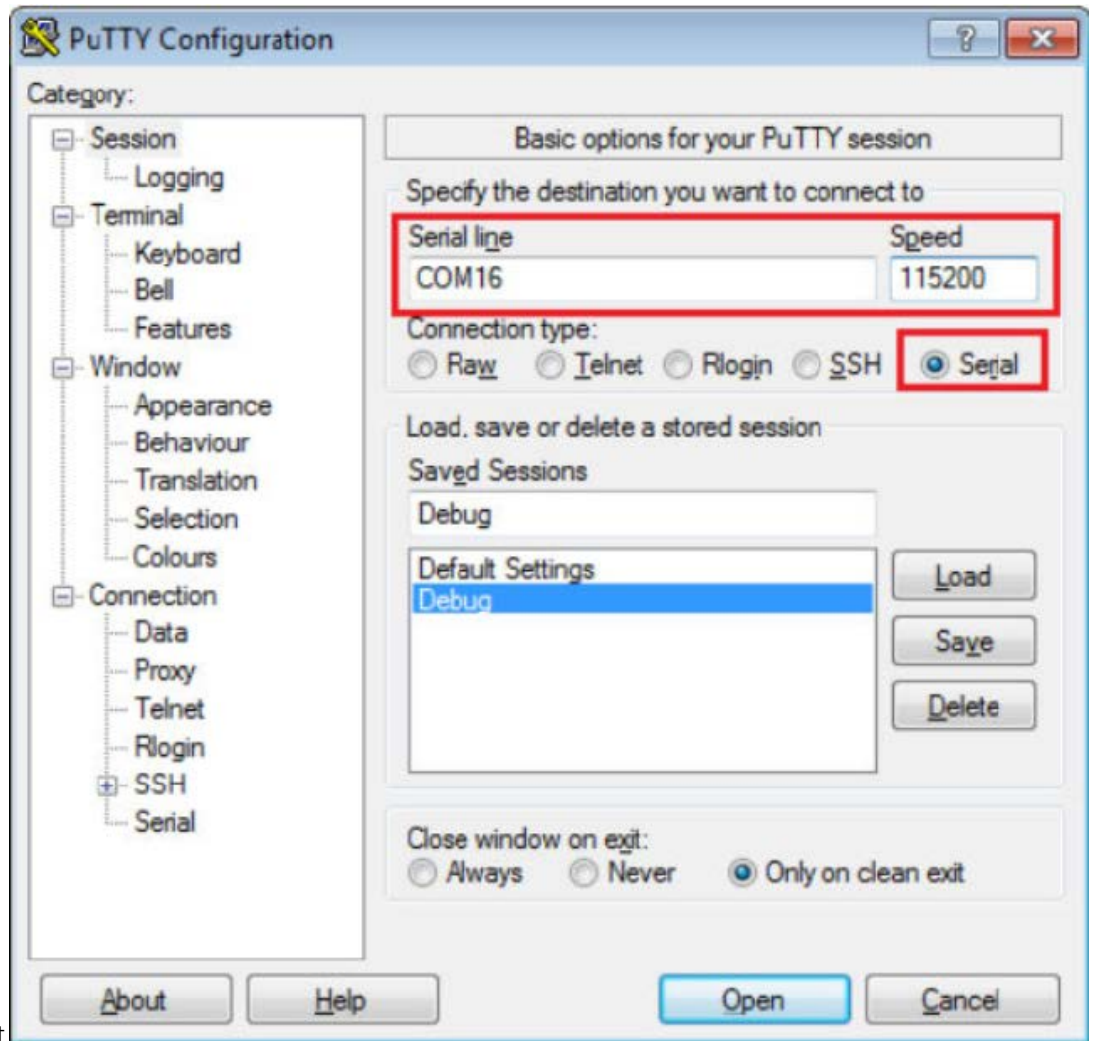 PuTTY Configuration
Category:
Session
Logging
Terminal
Keyboard
Bell
Features
Window
Appearance
Behaviour
Translation
Selection
Colours
Connection
Data
Proxy
Telnet
Rlogin
SSH
Serial
Basic options for your PuTTY session
Specify the destination you want to connect to
Serial line Speed
COM16 115200
Connection type:
Raw Telnet Rlogin SSH Serial
Load, save or delete a stored session
Saved Sessions
Debug
Default Settings
Debug
Load
Save
Delete
Close window on exit:
Always Never Only on clean exit
About Help Open Cancel